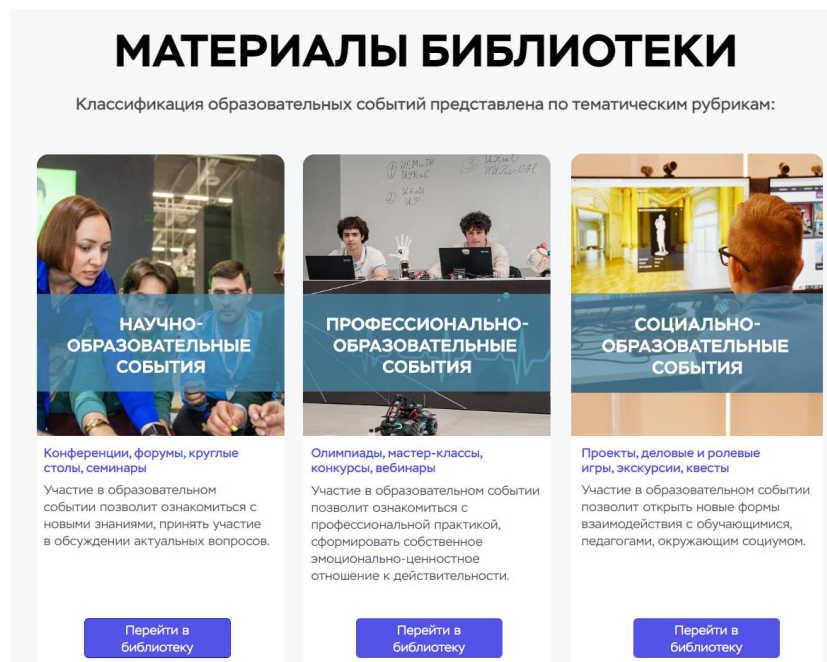 МАТЕРИАЛЫ БИБЛИОТЕКИ
Классификация образовательных событий представлена по тематическим рубрикам:
НАУЧНО-
ОБРАЗОВАТЕЛЬНЫЕ
СОБЫТИЯ
Конференции, форумы, круглые
столы, семинары
Участие в образовательном
событии позволит ознакомиться с
новыми знаниями, принять участие
в обсуждении актуальных вопросов.
Перейти в
библиотеку
ПРОФЕССИОНАЛЬНО-
ОБРАЗОВАТЕЛЬНЫЕ
СОБЫТИЯ
Олимпиады, мастер-классы,
конкурсы, вебинары
Участие в образовательном событии
позволит ознакомиться с
профессиональной практикой,
сформировать собственное
эмоционально-ценностное
отношение к действительности.
Перейти в
библиотеку
СОЦИАЛЬНО-
ОБРАЗОВАТЕЛЬНЫЕ
СОБЫТИЯ
Проекты, деловые и ролевые
игры, экскурсии, квесты
Участие в образовательном событии
позволит открыть новые формы
взаимодействия с обучающимися,
педагогами, окружающим социумом.
Перейти в
библиотеку